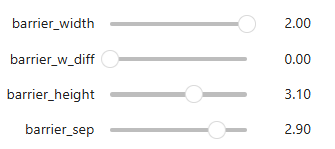 barrier_width 2.00
barrier_w_diff 0.00
barrier_height 3.10
barrier_sep 2.90